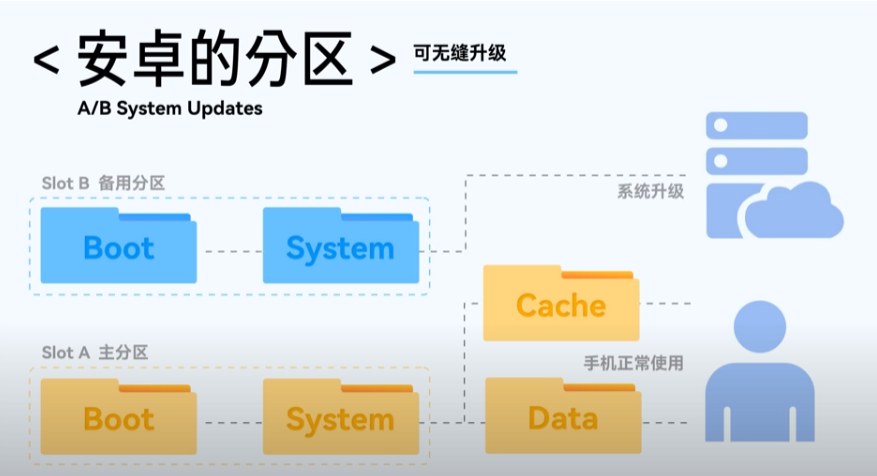 < 安卓的分区 > 可无缝升级
A/B System Updates
Slot B 备用分区
系统升级
Boot System
Cache
Slot A 主分区
手机正常使用
Boot System Data